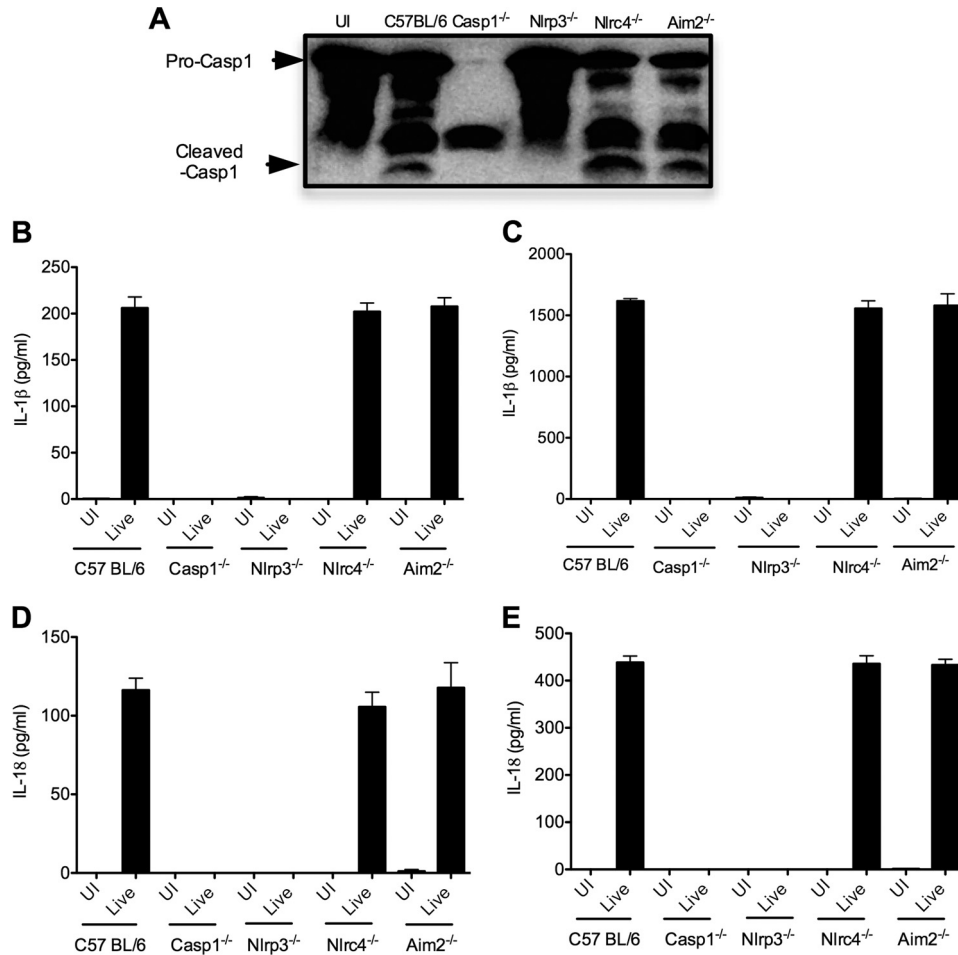 A
UI C57BL/6 Casp1-/- Nlrp3-/- Nlrc4-/- Aim2-/-
Pro-Casp1
Cleaved
-Casp1
B
IL-1β (pg/ml)
250
200
150
100
50
0
UI Live UI Live UI Live UI Live UI Live
C57 BL/6 Casp1-/- Nlrp3-/- Nlrc4-/- Aim2-/-
C
IL-1β (pg/ml)
2000
1500
1000
500
0
UI Live UI Live UI Live UI Live UI Live
C57 BL/6 Casp1-/- Nlrp3-/- Nlrc4-/- Aim2-/-
D
IL-18 (pg/ml)
150
100
50
0
UI Live UI Live UI Live UI Live UI Live
C57 BL/6 Casp1-/- Nlrp3-/- Nlrc4-/- Aim2-/-
E
IL-18 (pg/ml)
500
400
300
200
100
0
UI Live UI Live UI Live UI Live UI Live
C57 BL/6 Casp1-/- Nlrp3-/- Nlrc4-/- Aim2-/-